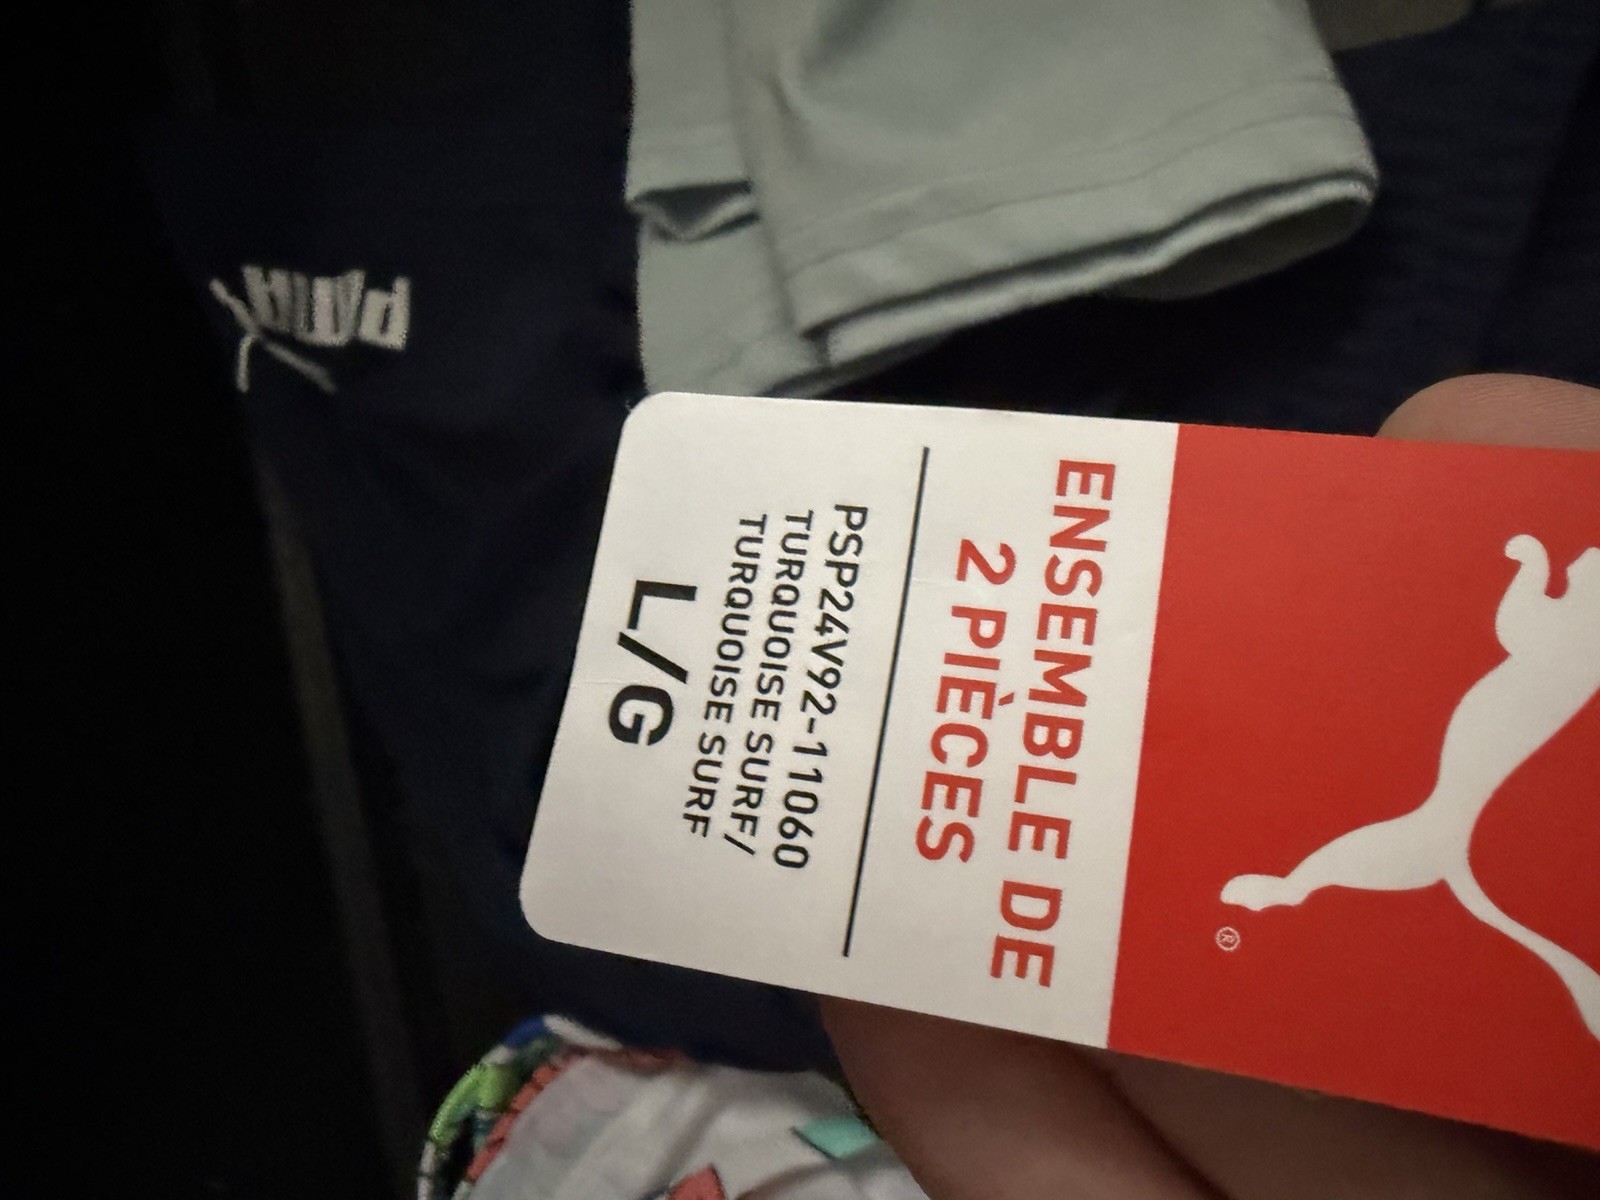 PUMA
ENSEMBLE DE
2 PIÈCES
PSP24V92-11060
TURQUOISE SURF/
TURQUOISE SURF
L/G
®